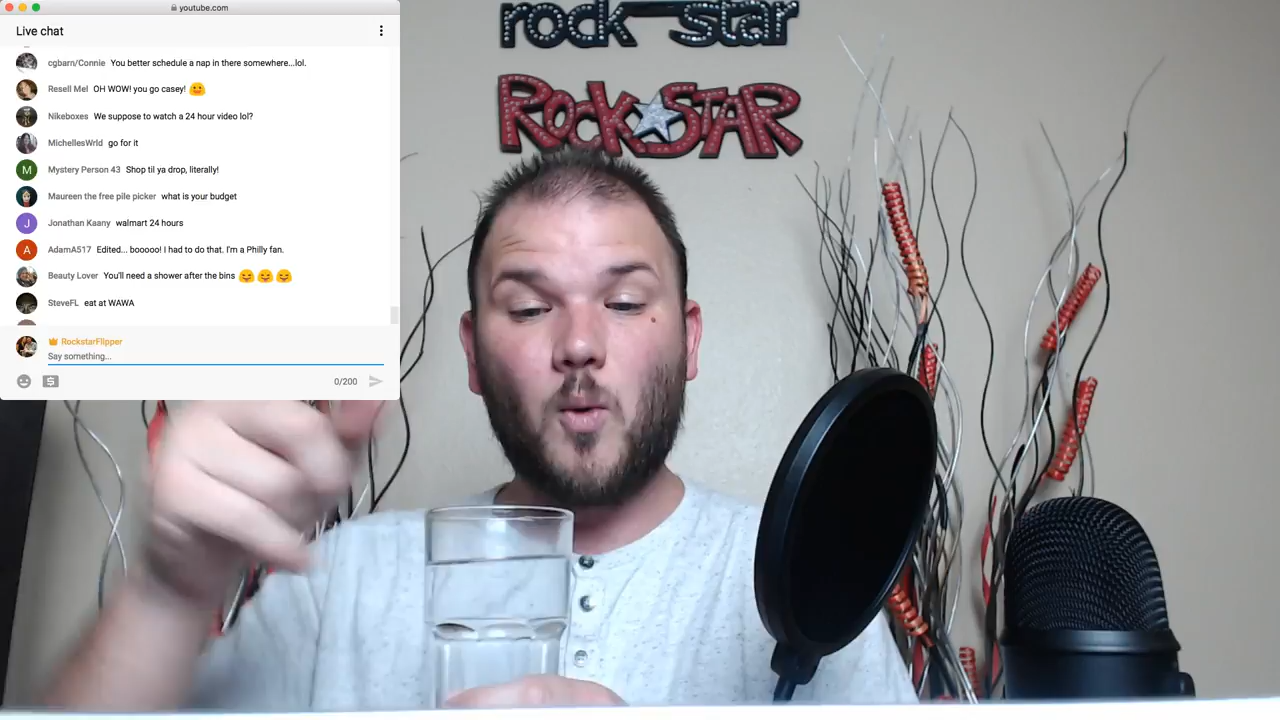 youtube.com
Live chat
cgbarn/Connie You better schedule a nap in there somewhere...lol.
Resell Mel OH WOW! you go casey!
Nikeboxes We suppose to watch a 24 hour video lol?
MichellesWrld go for it
M Mystery Person 43 Shop til ya drop, literally!
Maureen the free pile picker what is your budget
J Jonathan Kaany walmart 24 hours
A AdamA517 Edited... booooo! I had to do that. I'm a Philly fan.
Beauty Lover You'll need a shower after the bins
SteveFL eat at WAWA
RockstarFlipper
Say something...
0/200
rock star
ROCK STAR